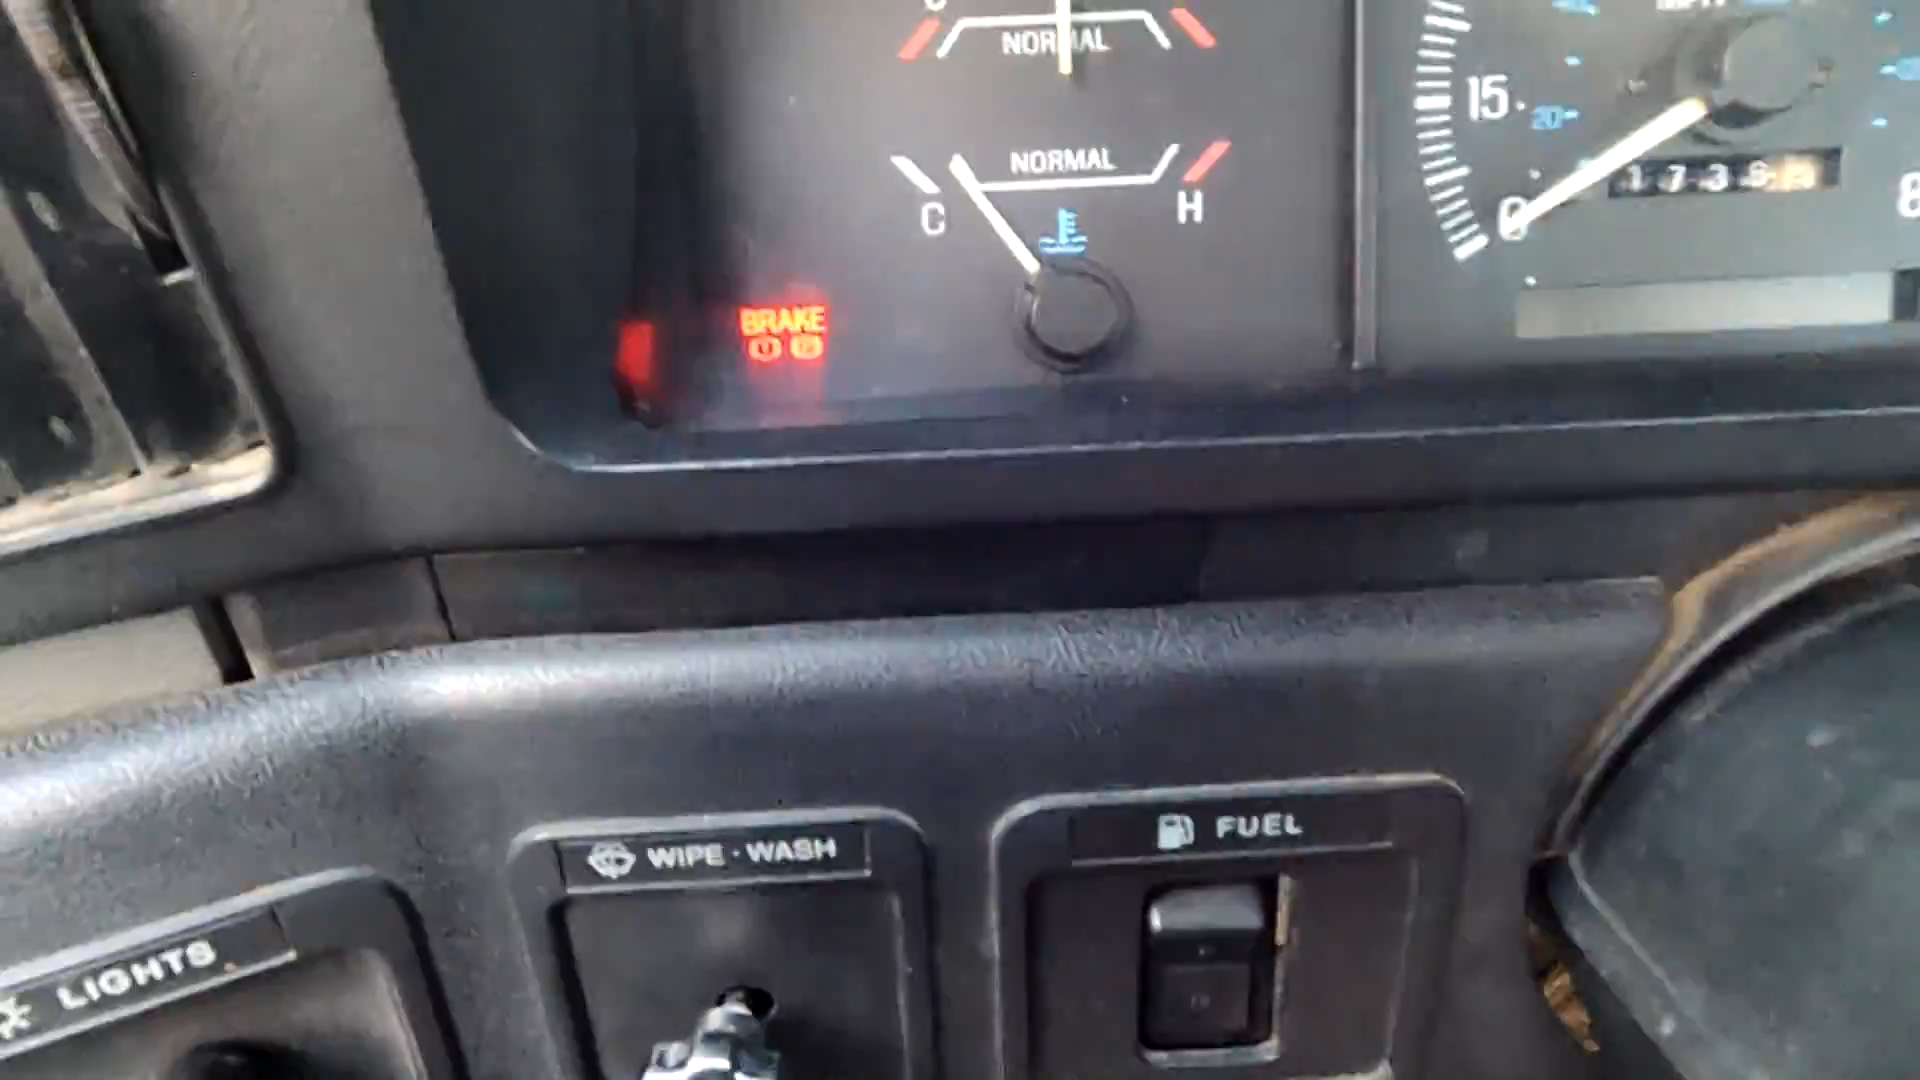 NORMAL
15
20
NORMAL
C
H
0
8
BRAKE
WIPE·WASH
FUEL
LIGHTS